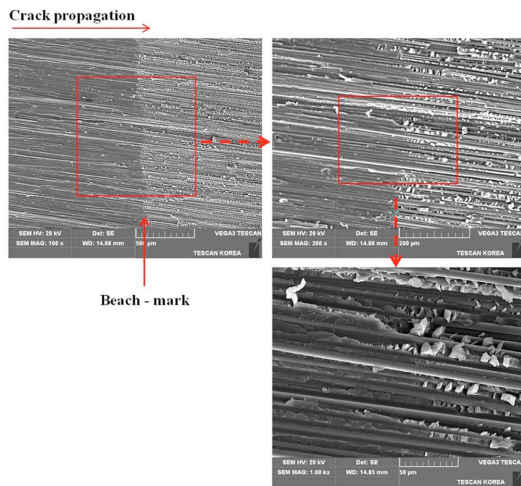 Crack propagation
SEM HV: 20 kV Det: SE VEGA3 TESCAN
SEM MAG: 100 x WD: 14.88 mm 500 µm
TESCAN KOREA
SEM HV: 20 kV Det: SE VEGA3 TESCAN
SEM MAG: 300 x WD: 14.88 mm 200 µm
TESCAN KOREA
Beach - mark
SEM HV: 20 kV Det: SE VEGA3 TESCAN
SEM MAG: 1.00 kx WD: 14.85 mm 50 µm
TESCAN KOREA